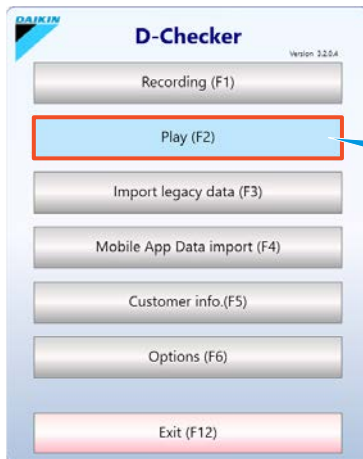 DAIKIN
D-Checker
Version 3.2.0.4
Recording (F1)
Play (F2)
Import legacy data (F3)
Mobile App Data import (F4)
Customer info.(F5)
Options (F6)
Exit (F12)